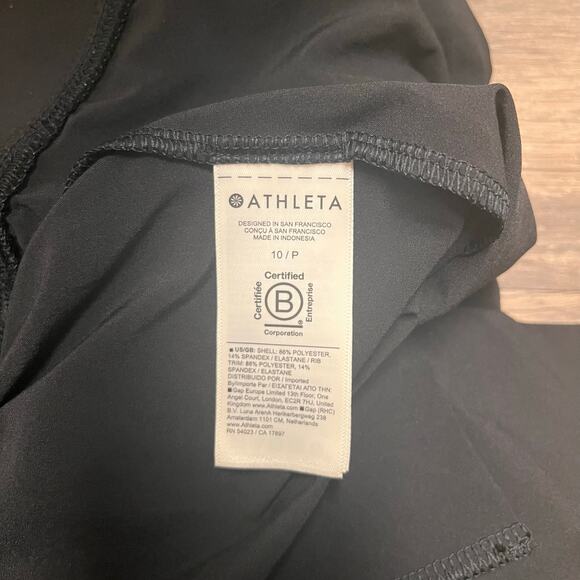 ATHLETA
DESIGNED IN SAN FRANCISCO
CONÇU À SAN FRANCISCO
MADE IN INDONESIA
10 / P
Certified
Certifiée
B
Entreprise
®
Corporation
■ US/GB: SHELL: 86% POLYESTER,
14% SPANDEX / ELASTANE / RIB
TRIM: 86% POLYESTER, 14%
SPANDEX / ELASTANE
DISTRIBUIDO POR / Imported
By/Importe Par / ΕΙΣΑΓΕΤΑΙ ΑΠΟ ΤΗΝ:
■Gap Europe Limited 13th Floor, One
Angel Court, London, EC2R 7HJ, United
Kingdom www.Athleta.com ■Gap (RHC)
B.V. Luna ArenA Herikerbergweg 238
Amsterdam 1101 CM, Netherlands
www.Athleta.com
RN 54023 / CA 17897